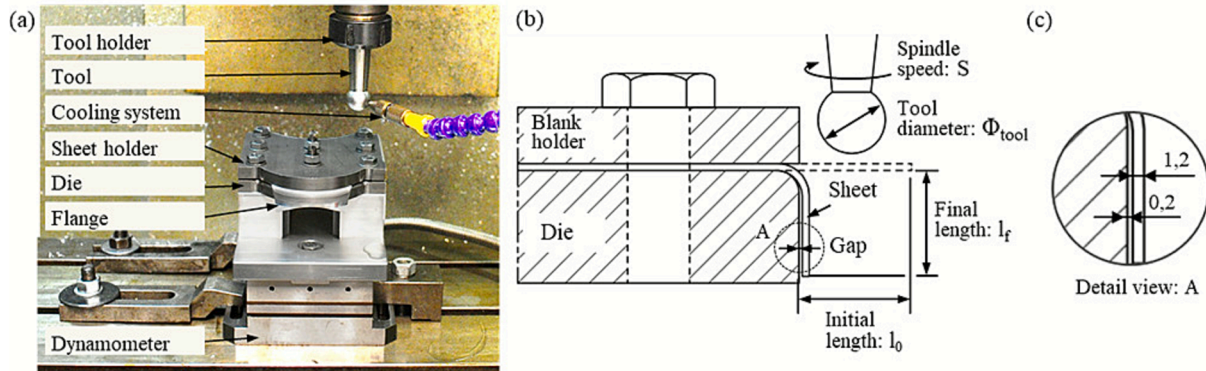 (a)
Tool holder
Tool
Cooling system
Sheet holder
Die
Flange
Dynamometer
(b)
Spindle
speed: S
Tool
diameter: Φtool
Blank
holder
Sheet
Die
A
Gap
Final
length: lf
Initial
length: l0
(c)
1,2
0,2
Detail view: A